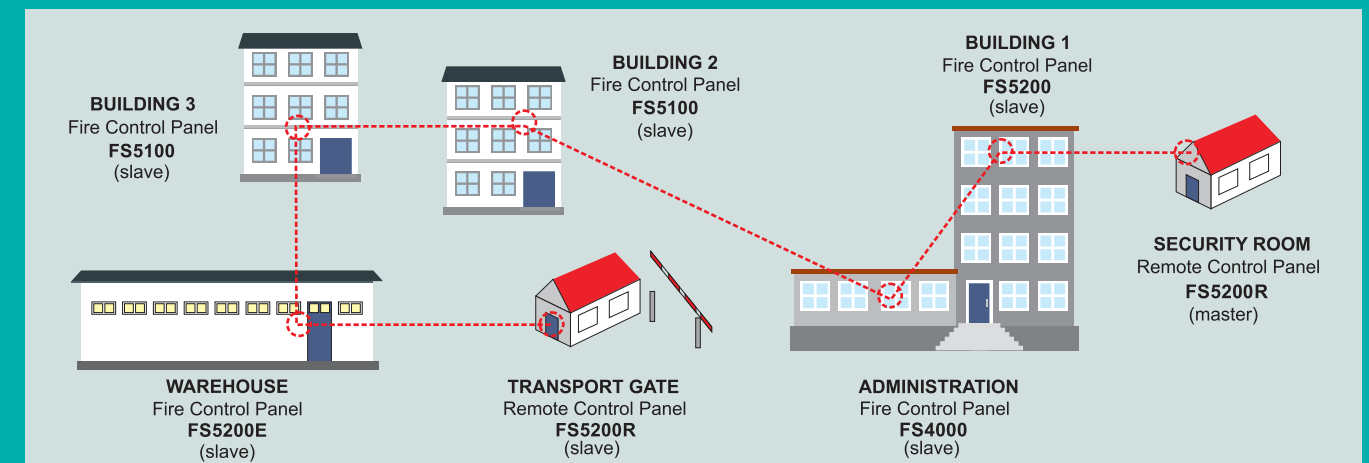 BUILDING 3
Fire Control Panel
FS5100
(slave)
BUILDING 2
Fire Control Panel
FS5100
(slave)
BUILDING 1
Fire Control Panel
FS5200
(slave)
SECURITY ROOM
Remote Control Panel
FS5200R
(master)
WAREHOUSE
Fire Control Panel
FS5200E
(slave)
TRANSPORT GATE
Remote Control Panel
FS5200R
(slave)
ADMINISTRATION
Fire Control Panel
FS4000
(slave)